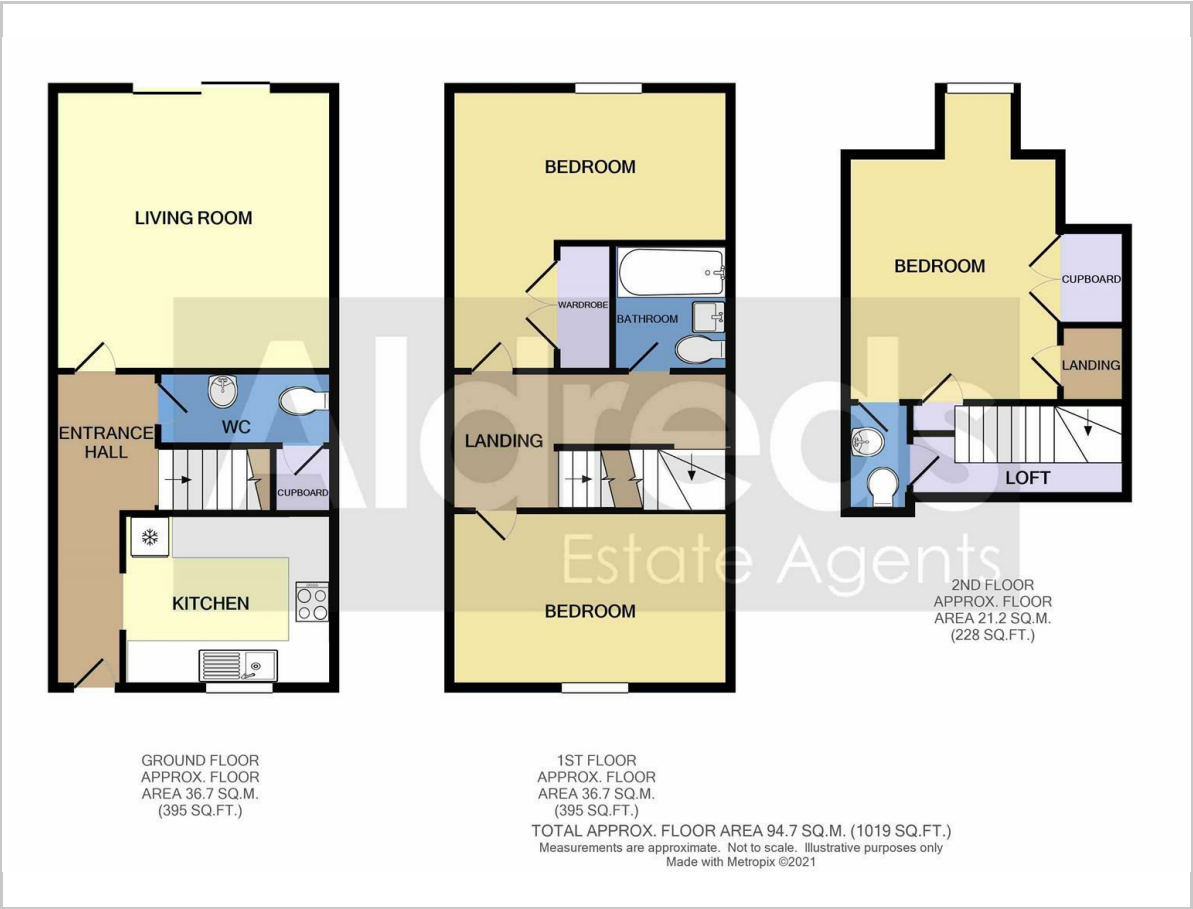 LIVING ROOM
ENTRANCE
HALL
WC
CUPBOARD
KITCHEN
GROUND FLOOR
APPROX. FLOOR
AREA 36.7 SQ.M.
(395 SQ.FT.)
BEDROOM
WARDROBE
BATHROOM
LANDING
BEDROOM
1ST FLOOR
APPROX. FLOOR
AREA 36.7 SQ.M.
(395 SQ.FT.)
BEDROOM
CUPBOARD
LANDING
LOFT
2ND FLOOR
APPROX. FLOOR
AREA 21.2 SQ.M.
(228 SQ.FT.)
Aldreds
Estate Agents
TOTAL APPROX. FLOOR AREA 94.7 SQ.M. (1019 SQ.FT.)
Measurements are approximate. Not to scale. Illustrative purposes only
Made with Metropix ©2021